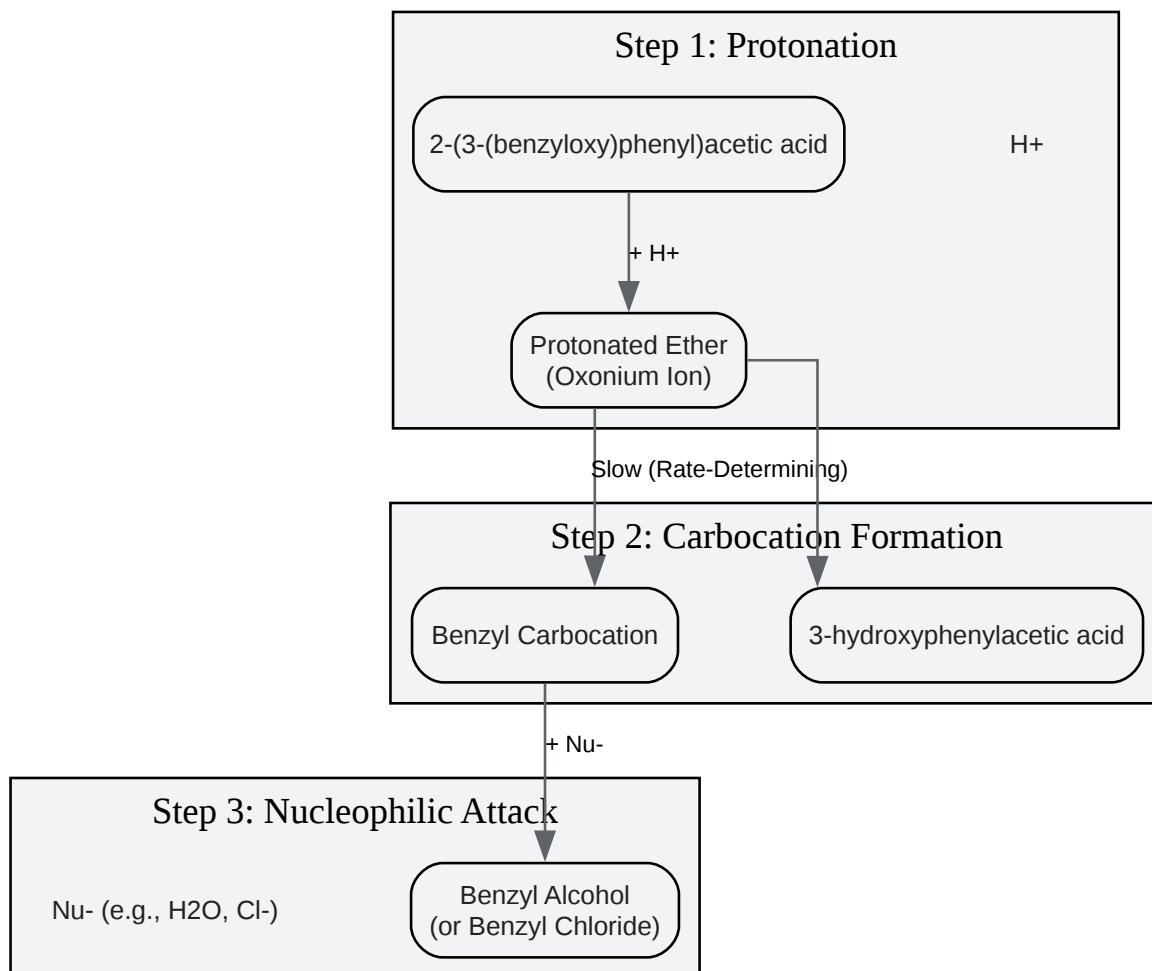 Step 1: Protonation
2-(3-(benzyloxy)phenyl)acetic acid
H+
+ H+
Protonated Ether
(Oxonium Ion)
Slow (Rate-Determining)
Step 2: Carbocation Formation
Benzyl Carbocation
3-hydroxyphenylacetic acid
+ Nu-
Step 3: Nucleophilic Attack
Nu- (e.g., H2O, Cl-)
Benzyl Alcohol
(or Benzyl Chloride)